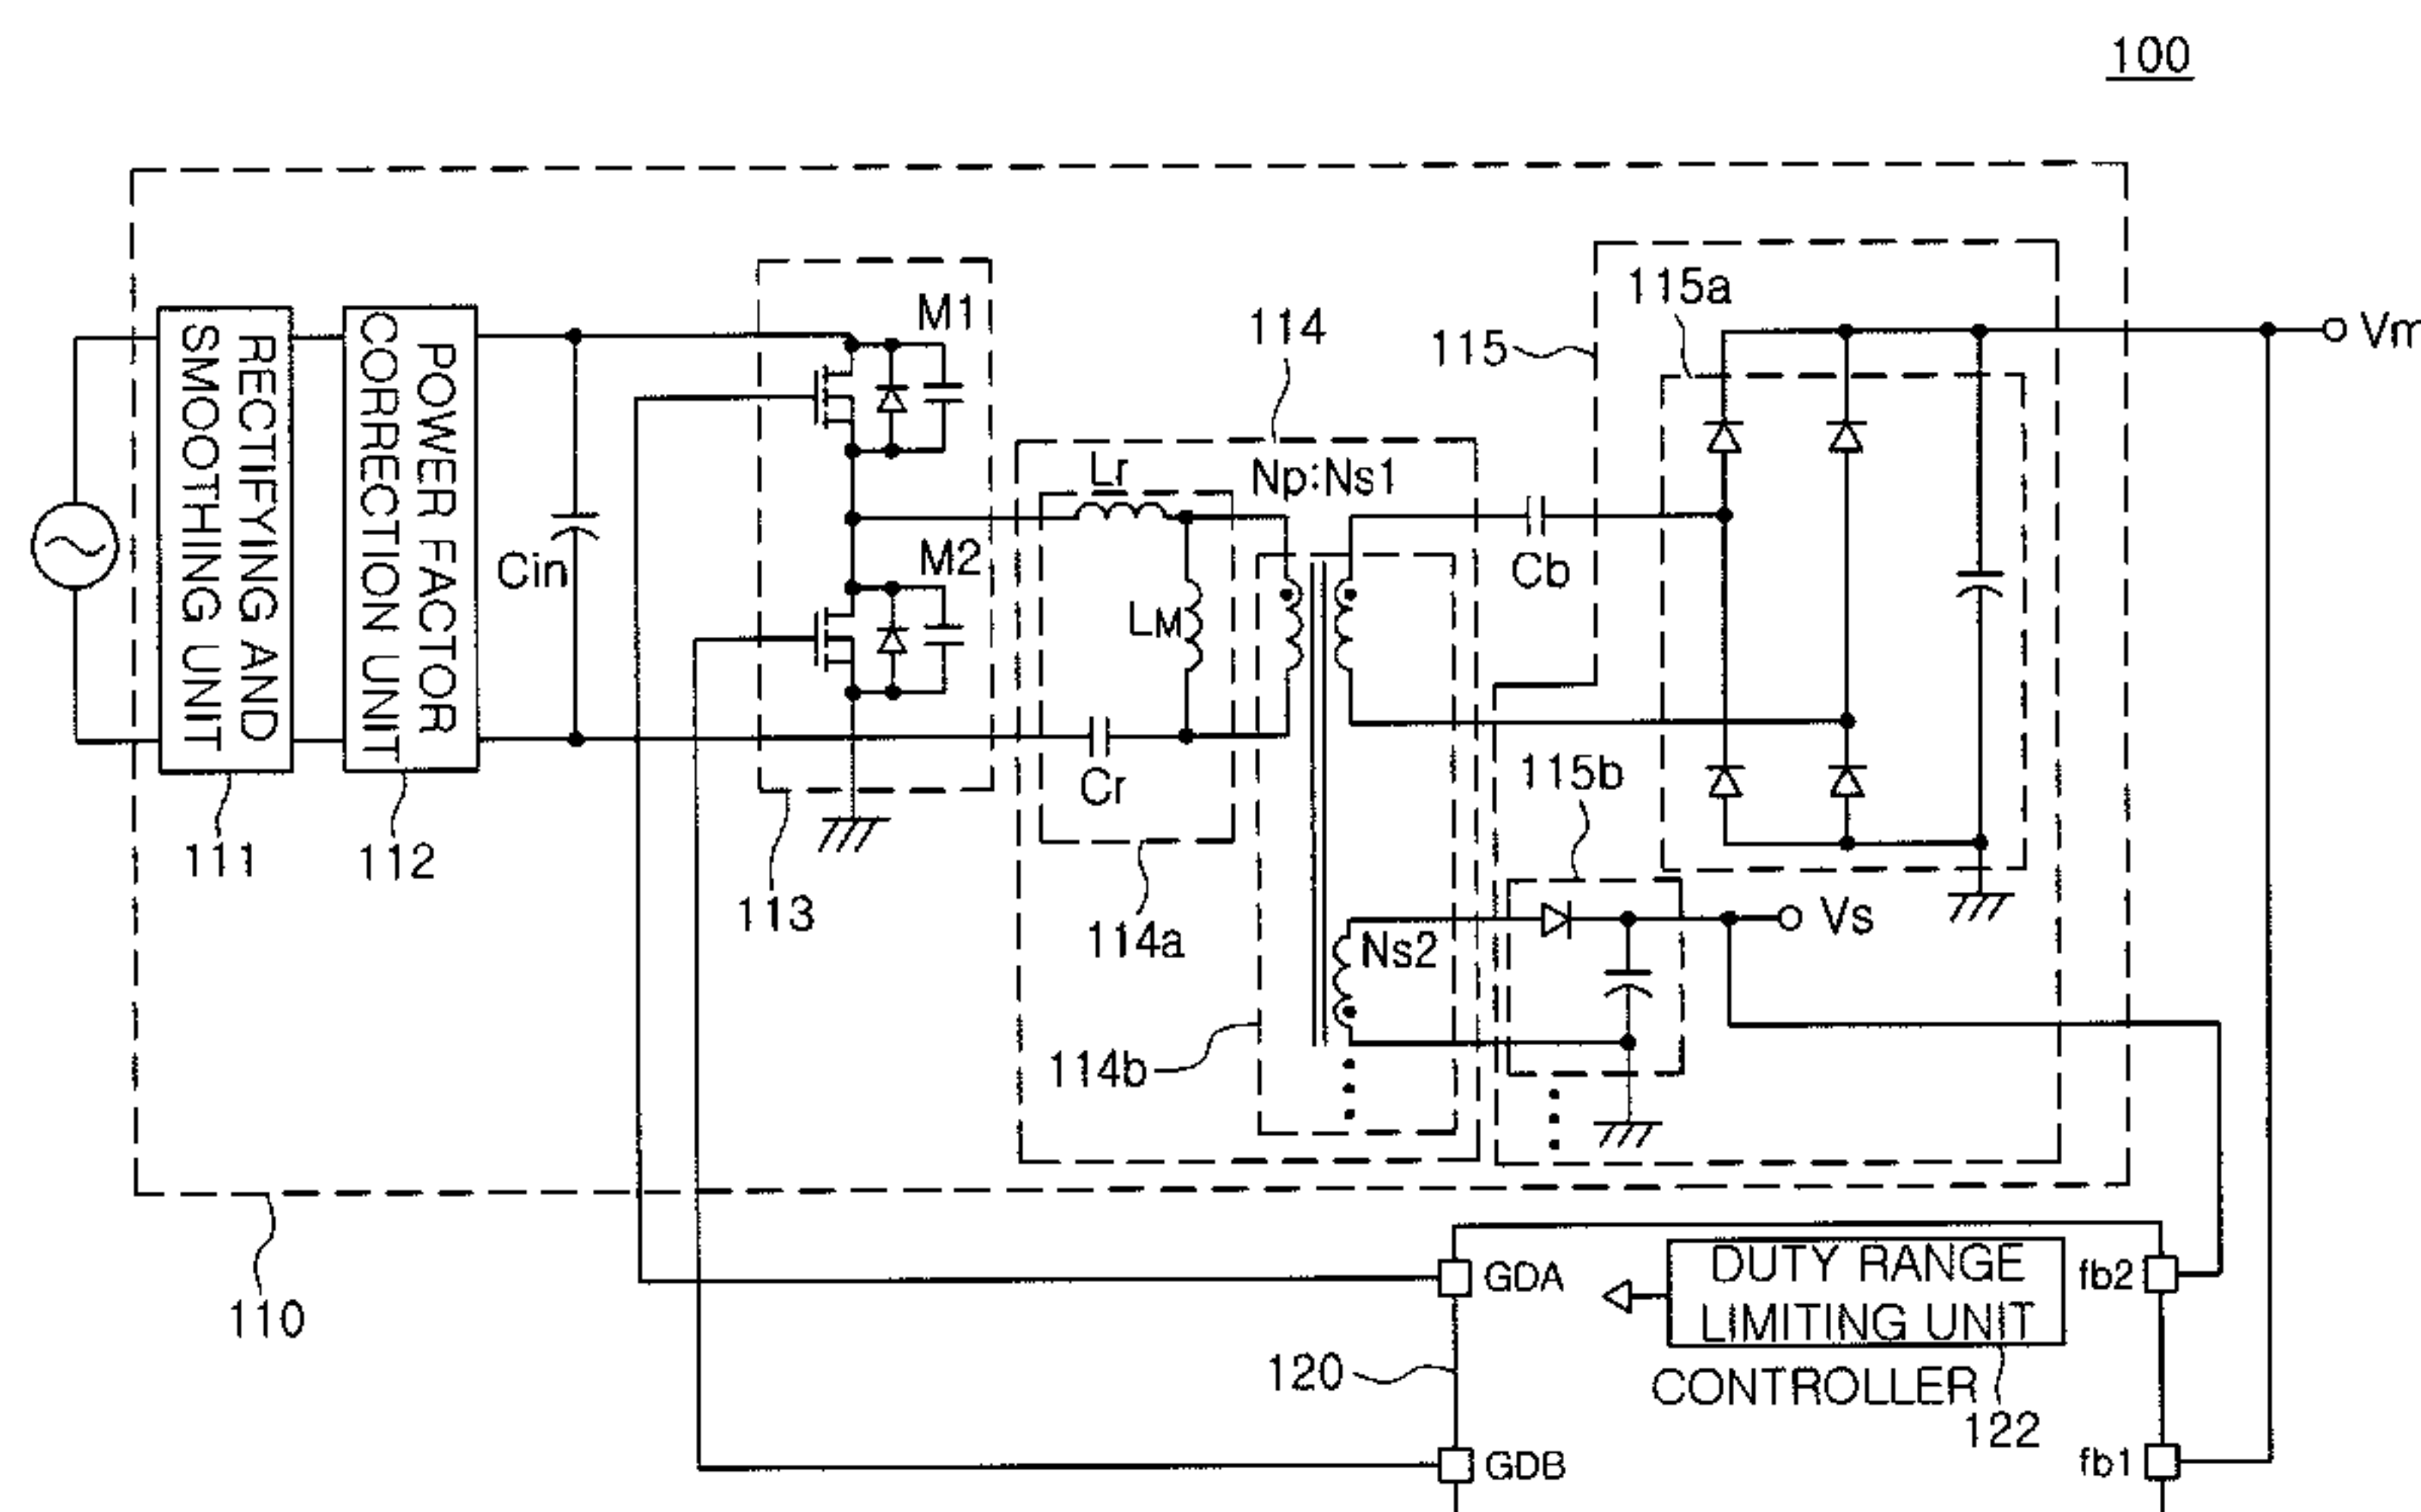 100
115a
M1
114
115
Vm
RECTIFYING AND
SMOOTHING UNIT
POWER FACTOR
CORRECTION UNIT
Lr
Np:Ns1
Cin
M2
Cb
LM
115b
Cr
111
112
113
114a
Vs
Ns2
114b
GDA
DUTY RANGE
LIMITING UNIT
fb2
110
120
CONTROLLER
122
GDB
fb1